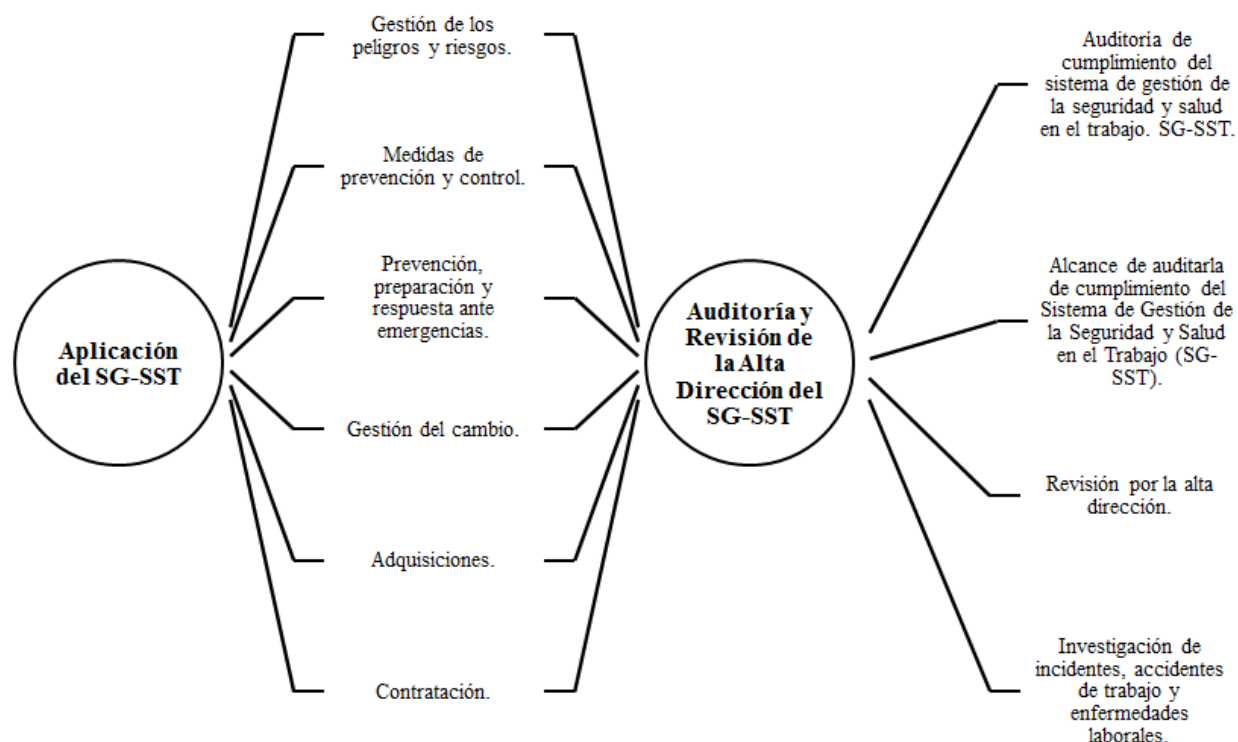 Gestión de los
peligros y riesgos.
Medidas de
prevención y control.
Prevención,
preparación y
respuesta ante
emergencias.
Gestión del cambio.
Adquisiciones.
Contratación.
Aplicación
del SG-SST
Auditoría y
Revisión de
la Alta
Dirección del
SG-SST
Auditoria de
cumplimiento del
sistema de gestión de
la seguridad y salud
en el trabajo. SG-SST.
Alcance de auditarla
de cumplimiento del
Sistema de Gestión de
la Seguridad y Salud
en el Trabajo (SG-
SST).
Revisión por la alta
dirección.
Investigación de
incidentes, accidentes
de trabajo y
enfermedades
laborales.